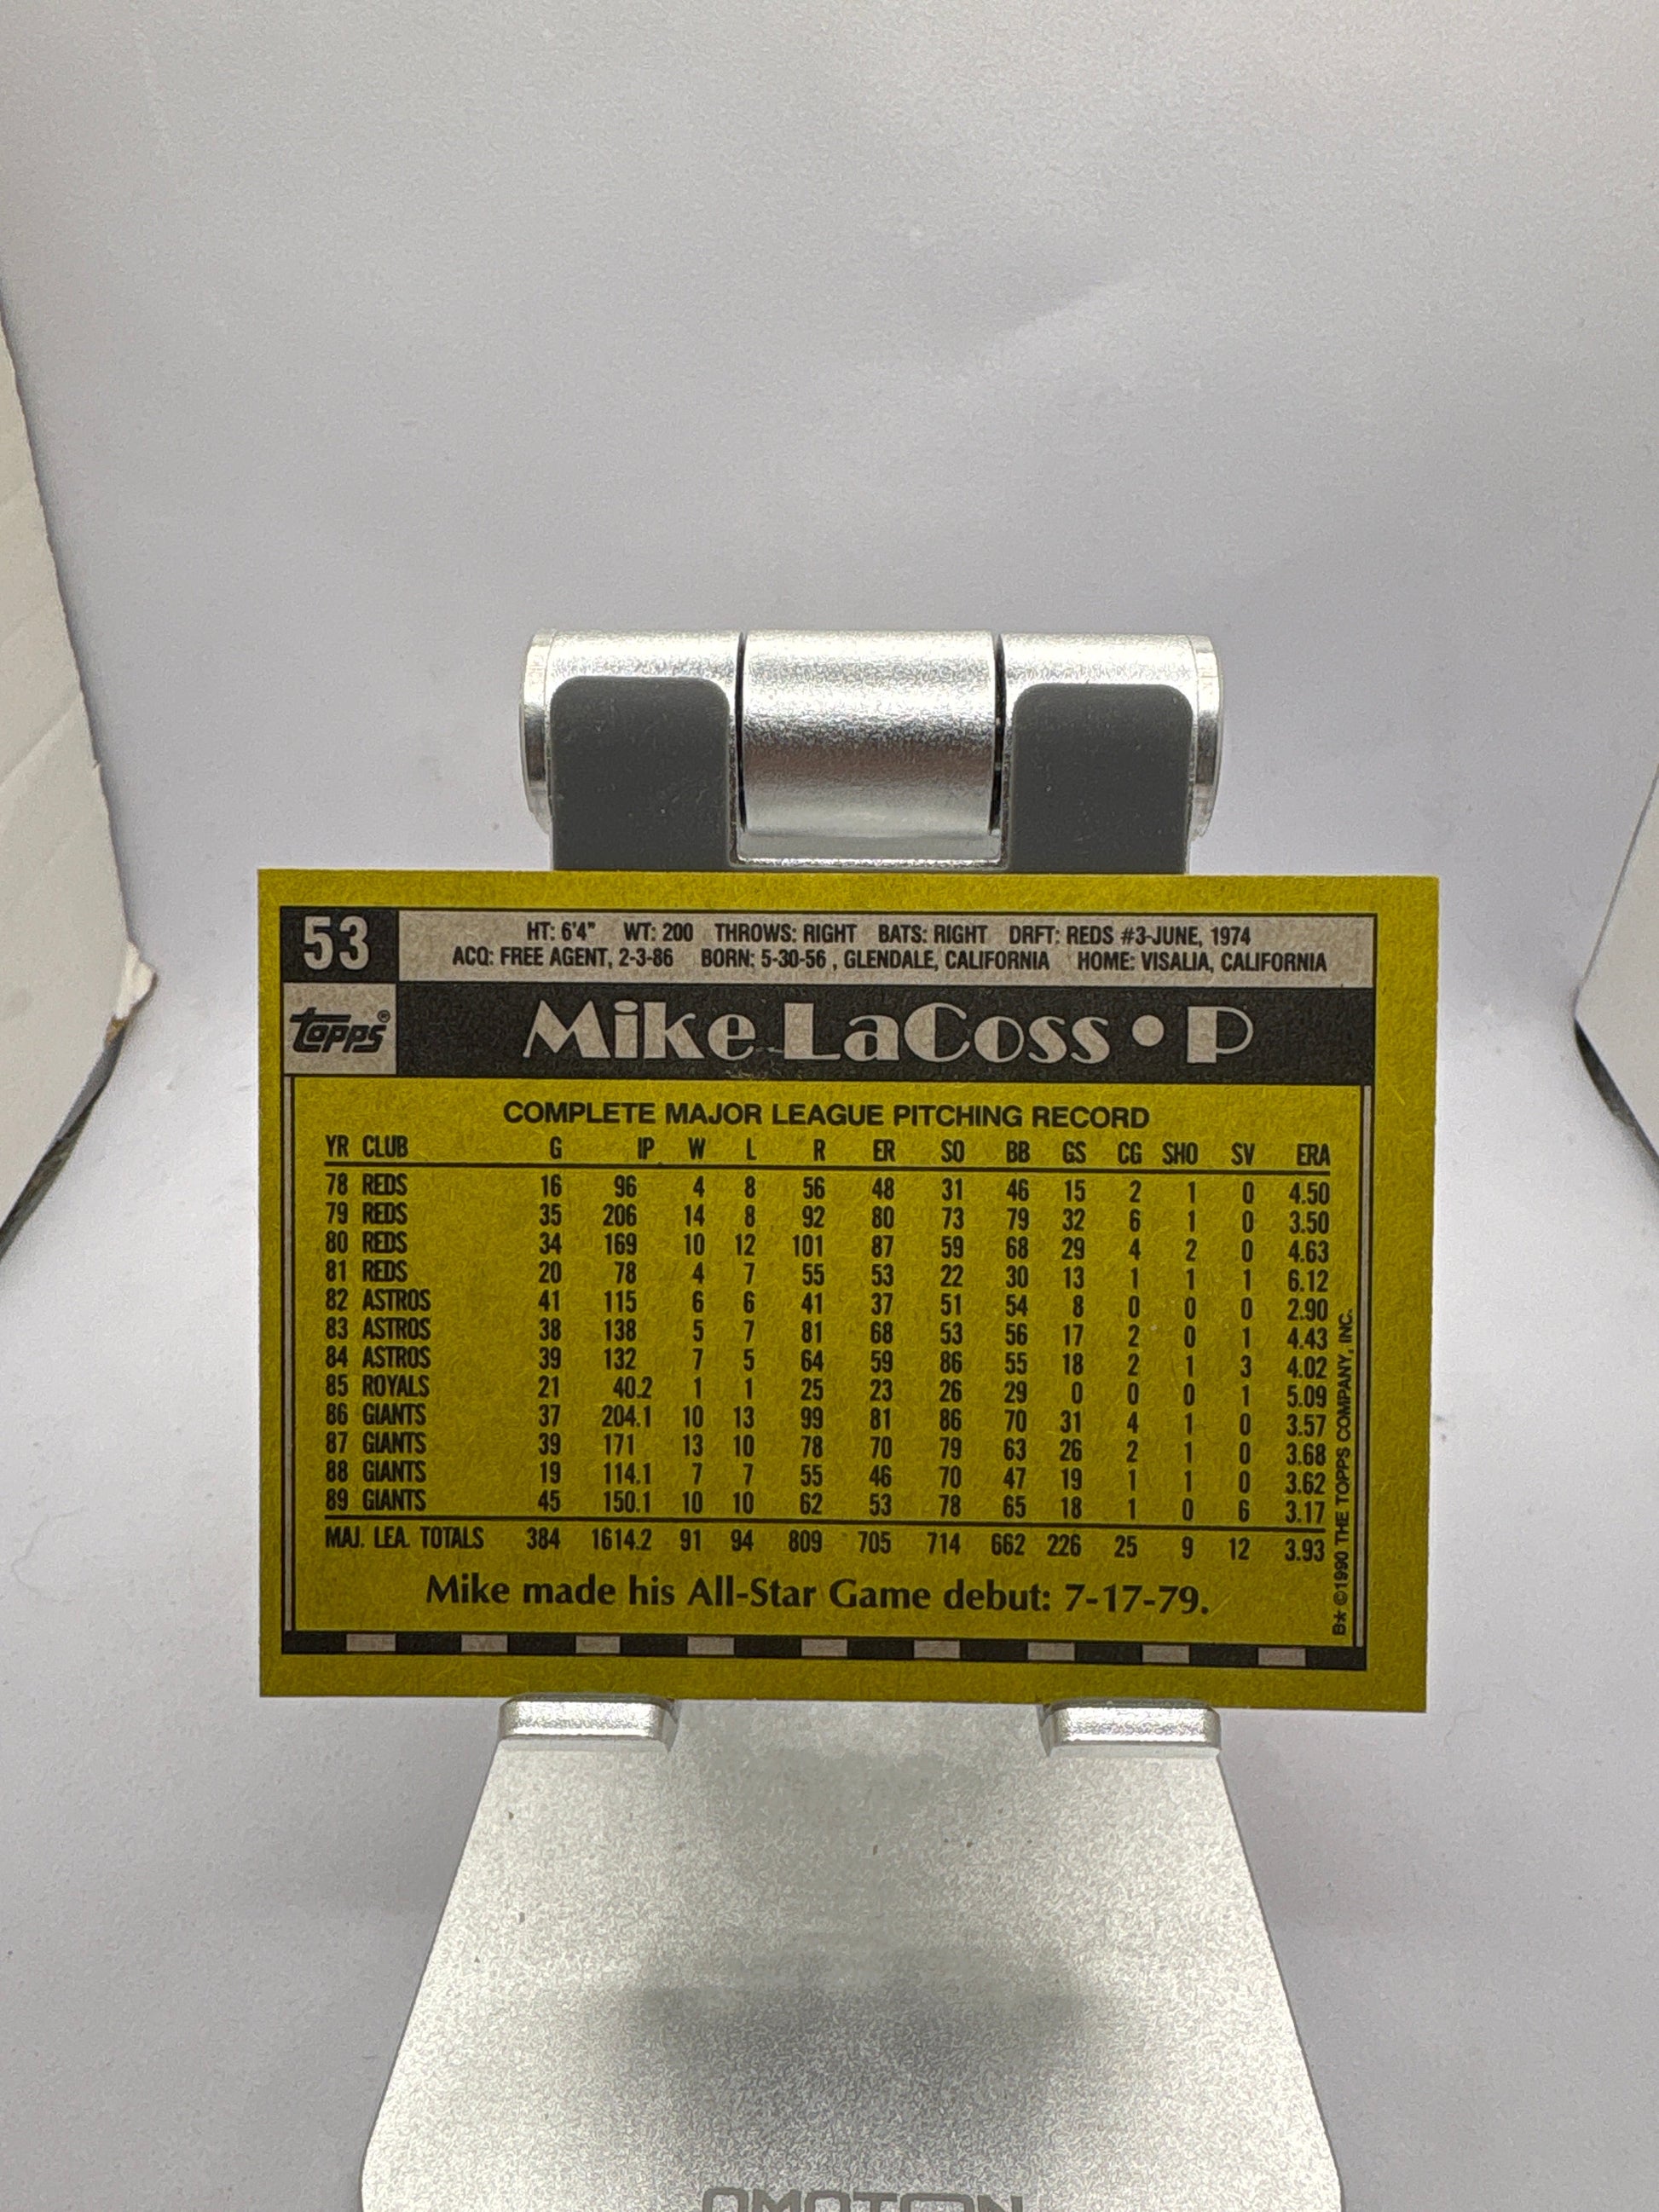 53
HT: 6'4" WT: 200 THROWS: RIGHT BATS: RIGHT DRFT: REDS #3-JUNE, 1974
ACQ: FREE AGENT, 2-3-86 BORN: 5-30-56 , GLENDALE, CALIFORNIA HOME: VISALIA, CALIFORNIA
Topps®
Mike LaCoss • P
COMPLETE MAJOR LEAGUE PITCHING RECORD
YR CLUB G IP W L R ER SO BB GS CG SHO SV ERA
78 REDS 16 96 4 8 56 48 31 46 15 2 1 0 4.50
79 REDS 35 206 14 8 92 80 73 79 32 6 1 0 3.50
80 REDS 34 169 10 12 101 87 59 68 29 4 2 0 4.63
81 REDS 20 78 4 7 55 53 22 30 13 1 1 1 6.12
82 ASTROS 41 115 6 6 41 37 51 54 8 0 0 0 2.90
83 ASTROS 38 138 5 7 81 68 53 56 17 2 0 1 4.43
84 ASTROS 39 132 7 5 64 59 86 55 18 2 1 3 4.02
85 ROYALS 21 40.2 1 1 25 23 26 29 0 0 0 1 5.09
86 GIANTS 37 204.1 10 13 99 81 86 70 31 4 1 0 3.57
87 GIANTS 39 171 13 10 78 70 79 63 26 2 1 0 3.68
88 GIANTS 19 114.1 7 7 55 46 70 47 19 1 1 0 3.62
89 GIANTS 45 150.1 10 10 62 53 78 65 18 1 0 6 3.17
MAJ. LEA. TOTALS 384 1614.2 91 94 809 705 714 662 226 25 9 12 3.93
Mike made his All-Star Game debut: 7-17-79.
B* ©1990 THE TOPPS COMPANY, INC.
OMOTON